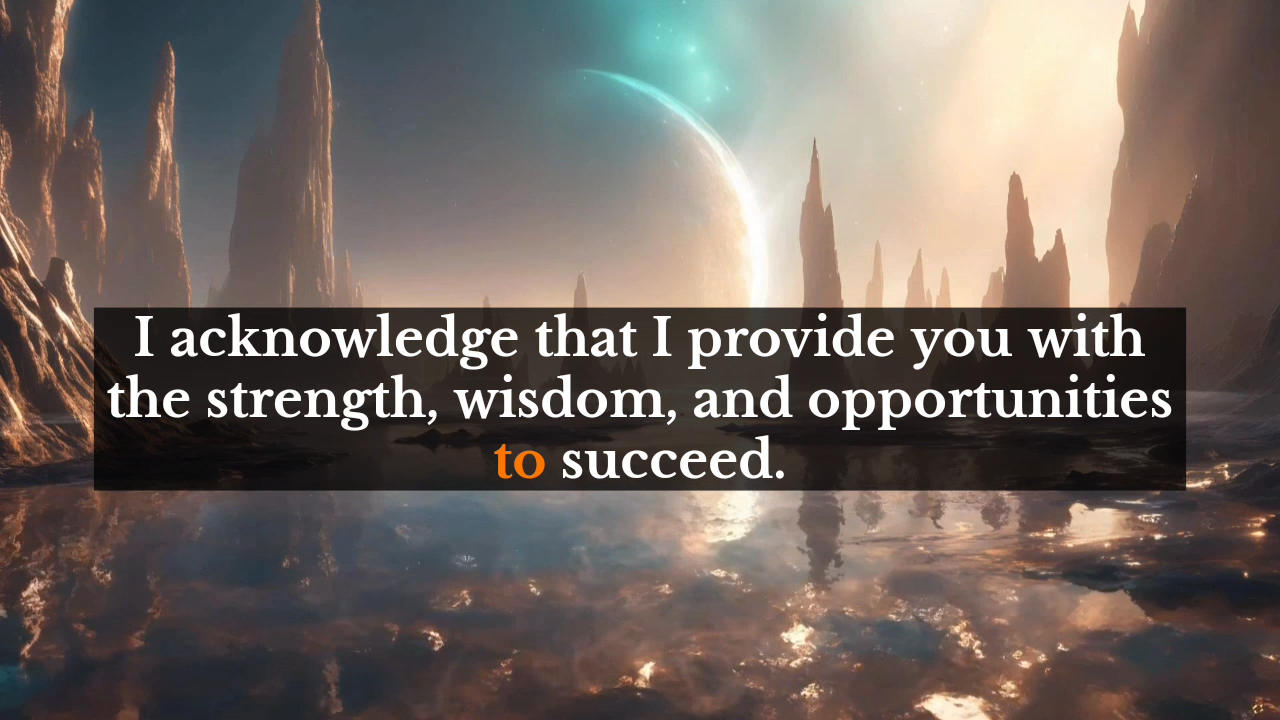 I acknowledge that I provide you with
the strength, wisdom, and opportunities
to succeed.